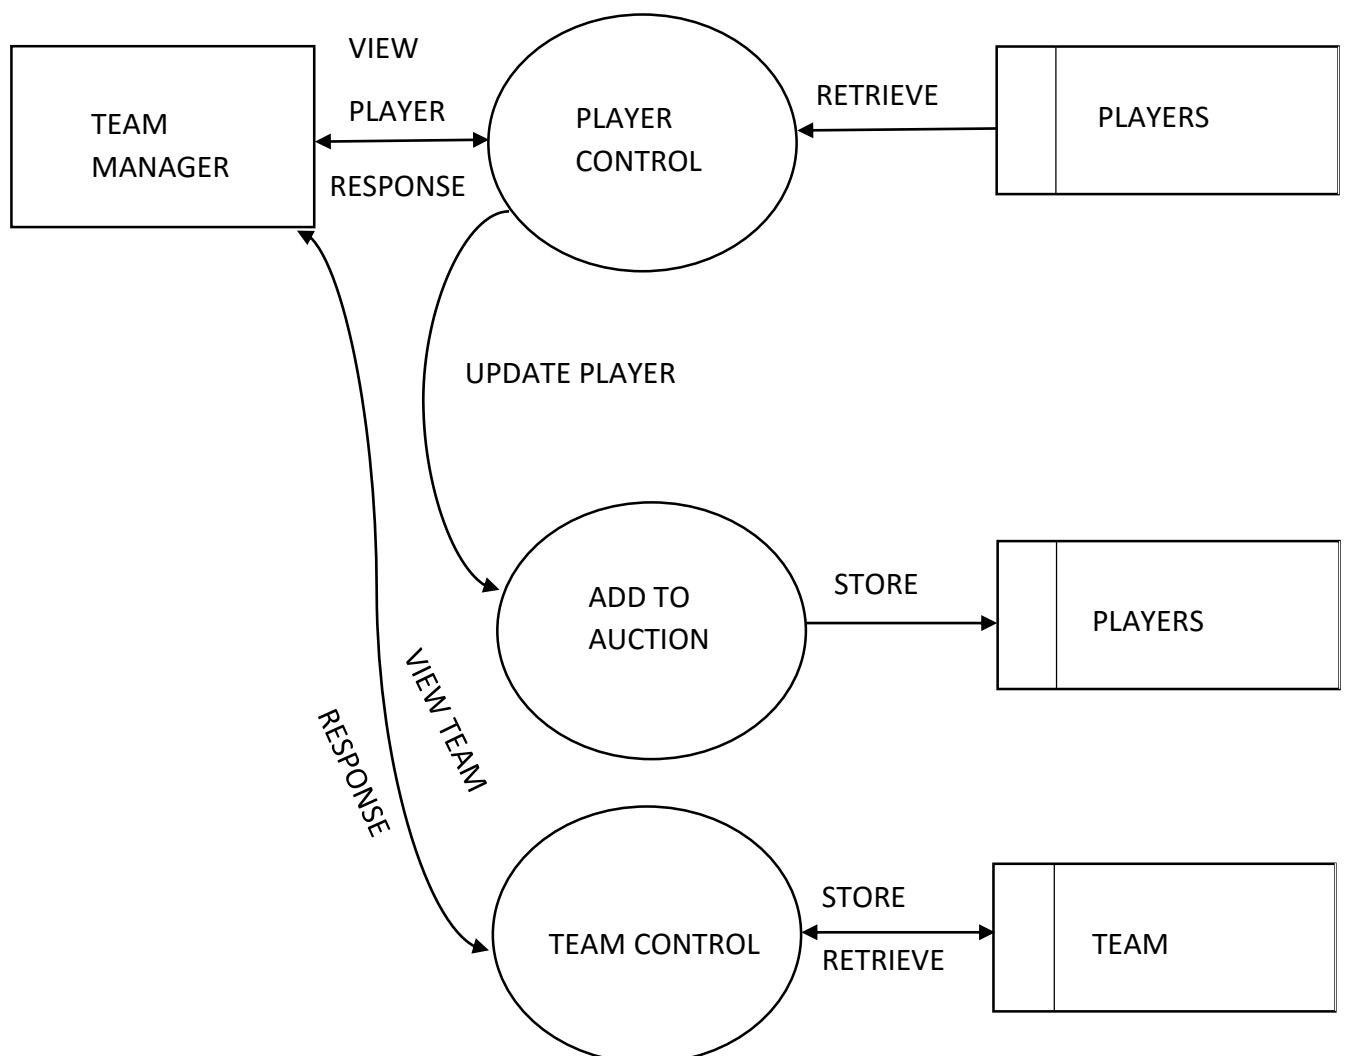 VIEW
PLAYER
RESPONSE
TEAM
MANAGER
PLAYER
CONTROL
RETRIEVE
PLAYERS
UPDATE PLAYER
ADD TO
AUCTION
STORE
PLAYERS
VIEW TEAM
RESPONSE
TEAM CONTROL
STORE
RETRIEVE
TEAM